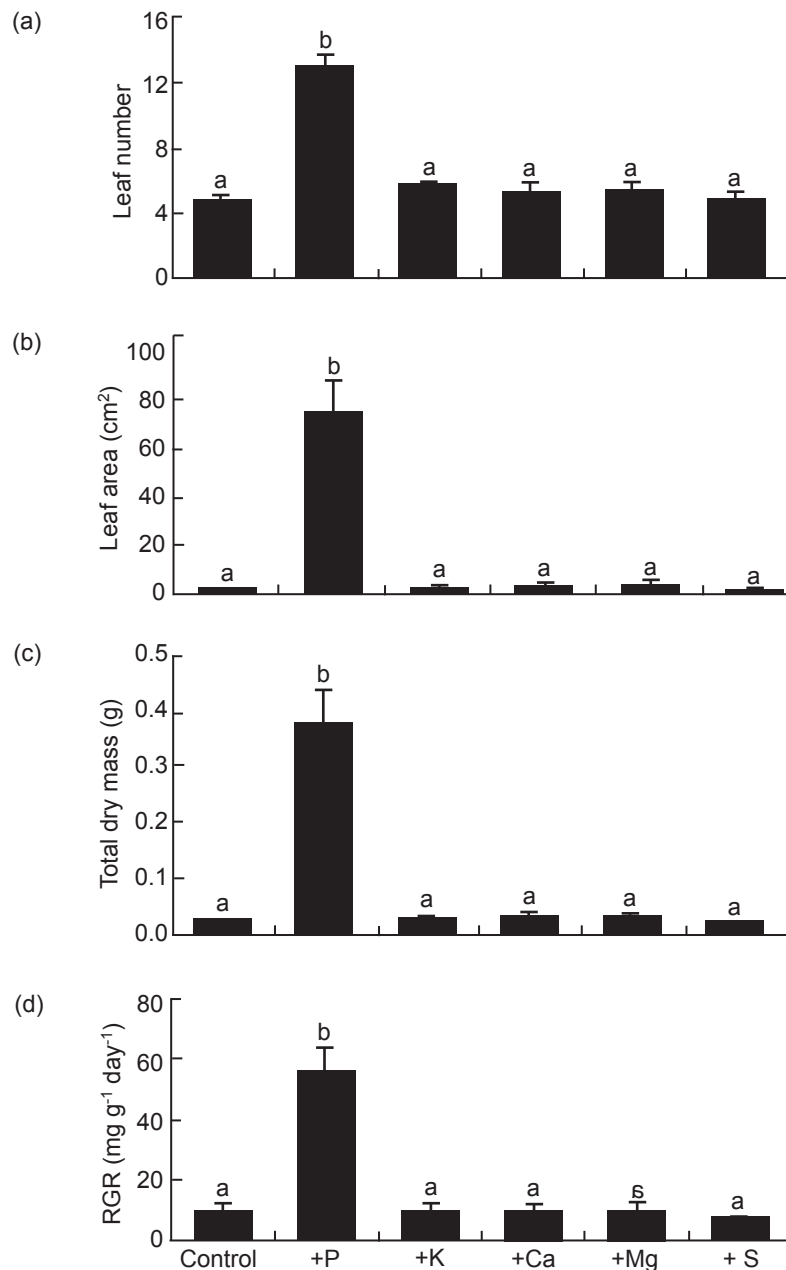 (a)
Leaf number
16
12
8
4
0
a
b
a
a
a
a
(b)
Leaf area (cm²)
100
80
60
40
20
0
a
b
a
a
a
a
(c)
Total dry mass (g)
0.5
0.4
0.3
0.2
0.1
0.0
a
b
a
a
a
a
(d)
RGR (mg g⁻¹ day⁻¹)
80
60
40
20
0
a
b
a
a
a
a
Control +P +K +Ca +Mg + S